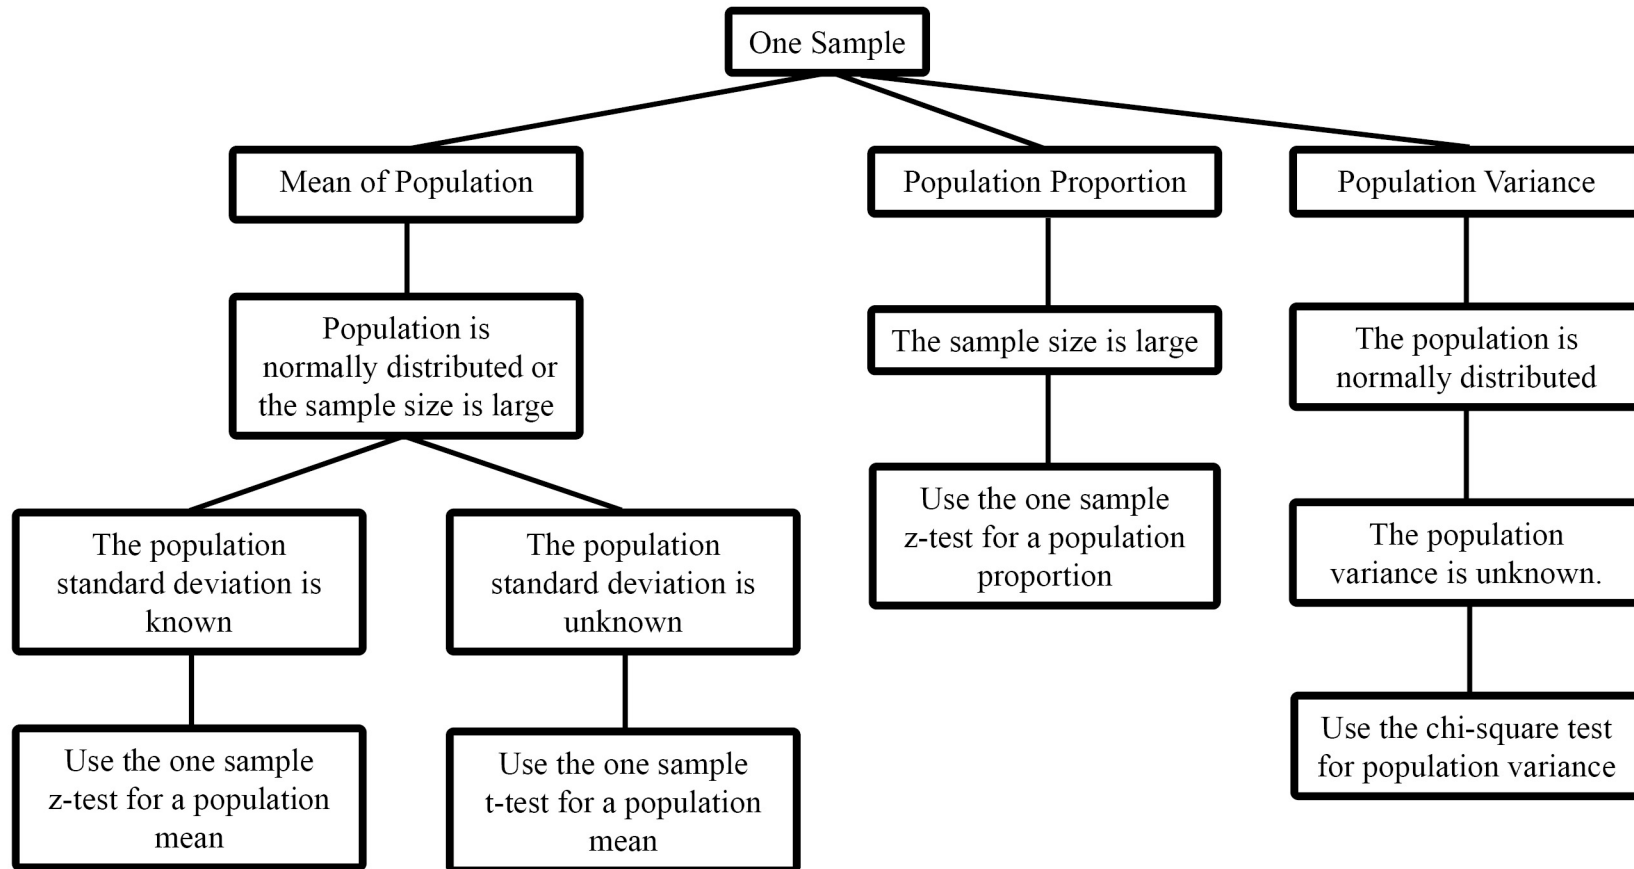 One Sample
Mean of Population
Population Proportion
Population Variance
Population is
normally distributed or
the sample size is large
The sample size is large
The population is
normally distributed
The population
standard deviation is
known
The population
standard deviation is
unknown
Use the one sample
z-test for a population
proportion
The population
variance is unknown.
Use the one sample
z-test for a population
mean
Use the one sample
t-test for a population
mean
Use the chi-square test
for population variance